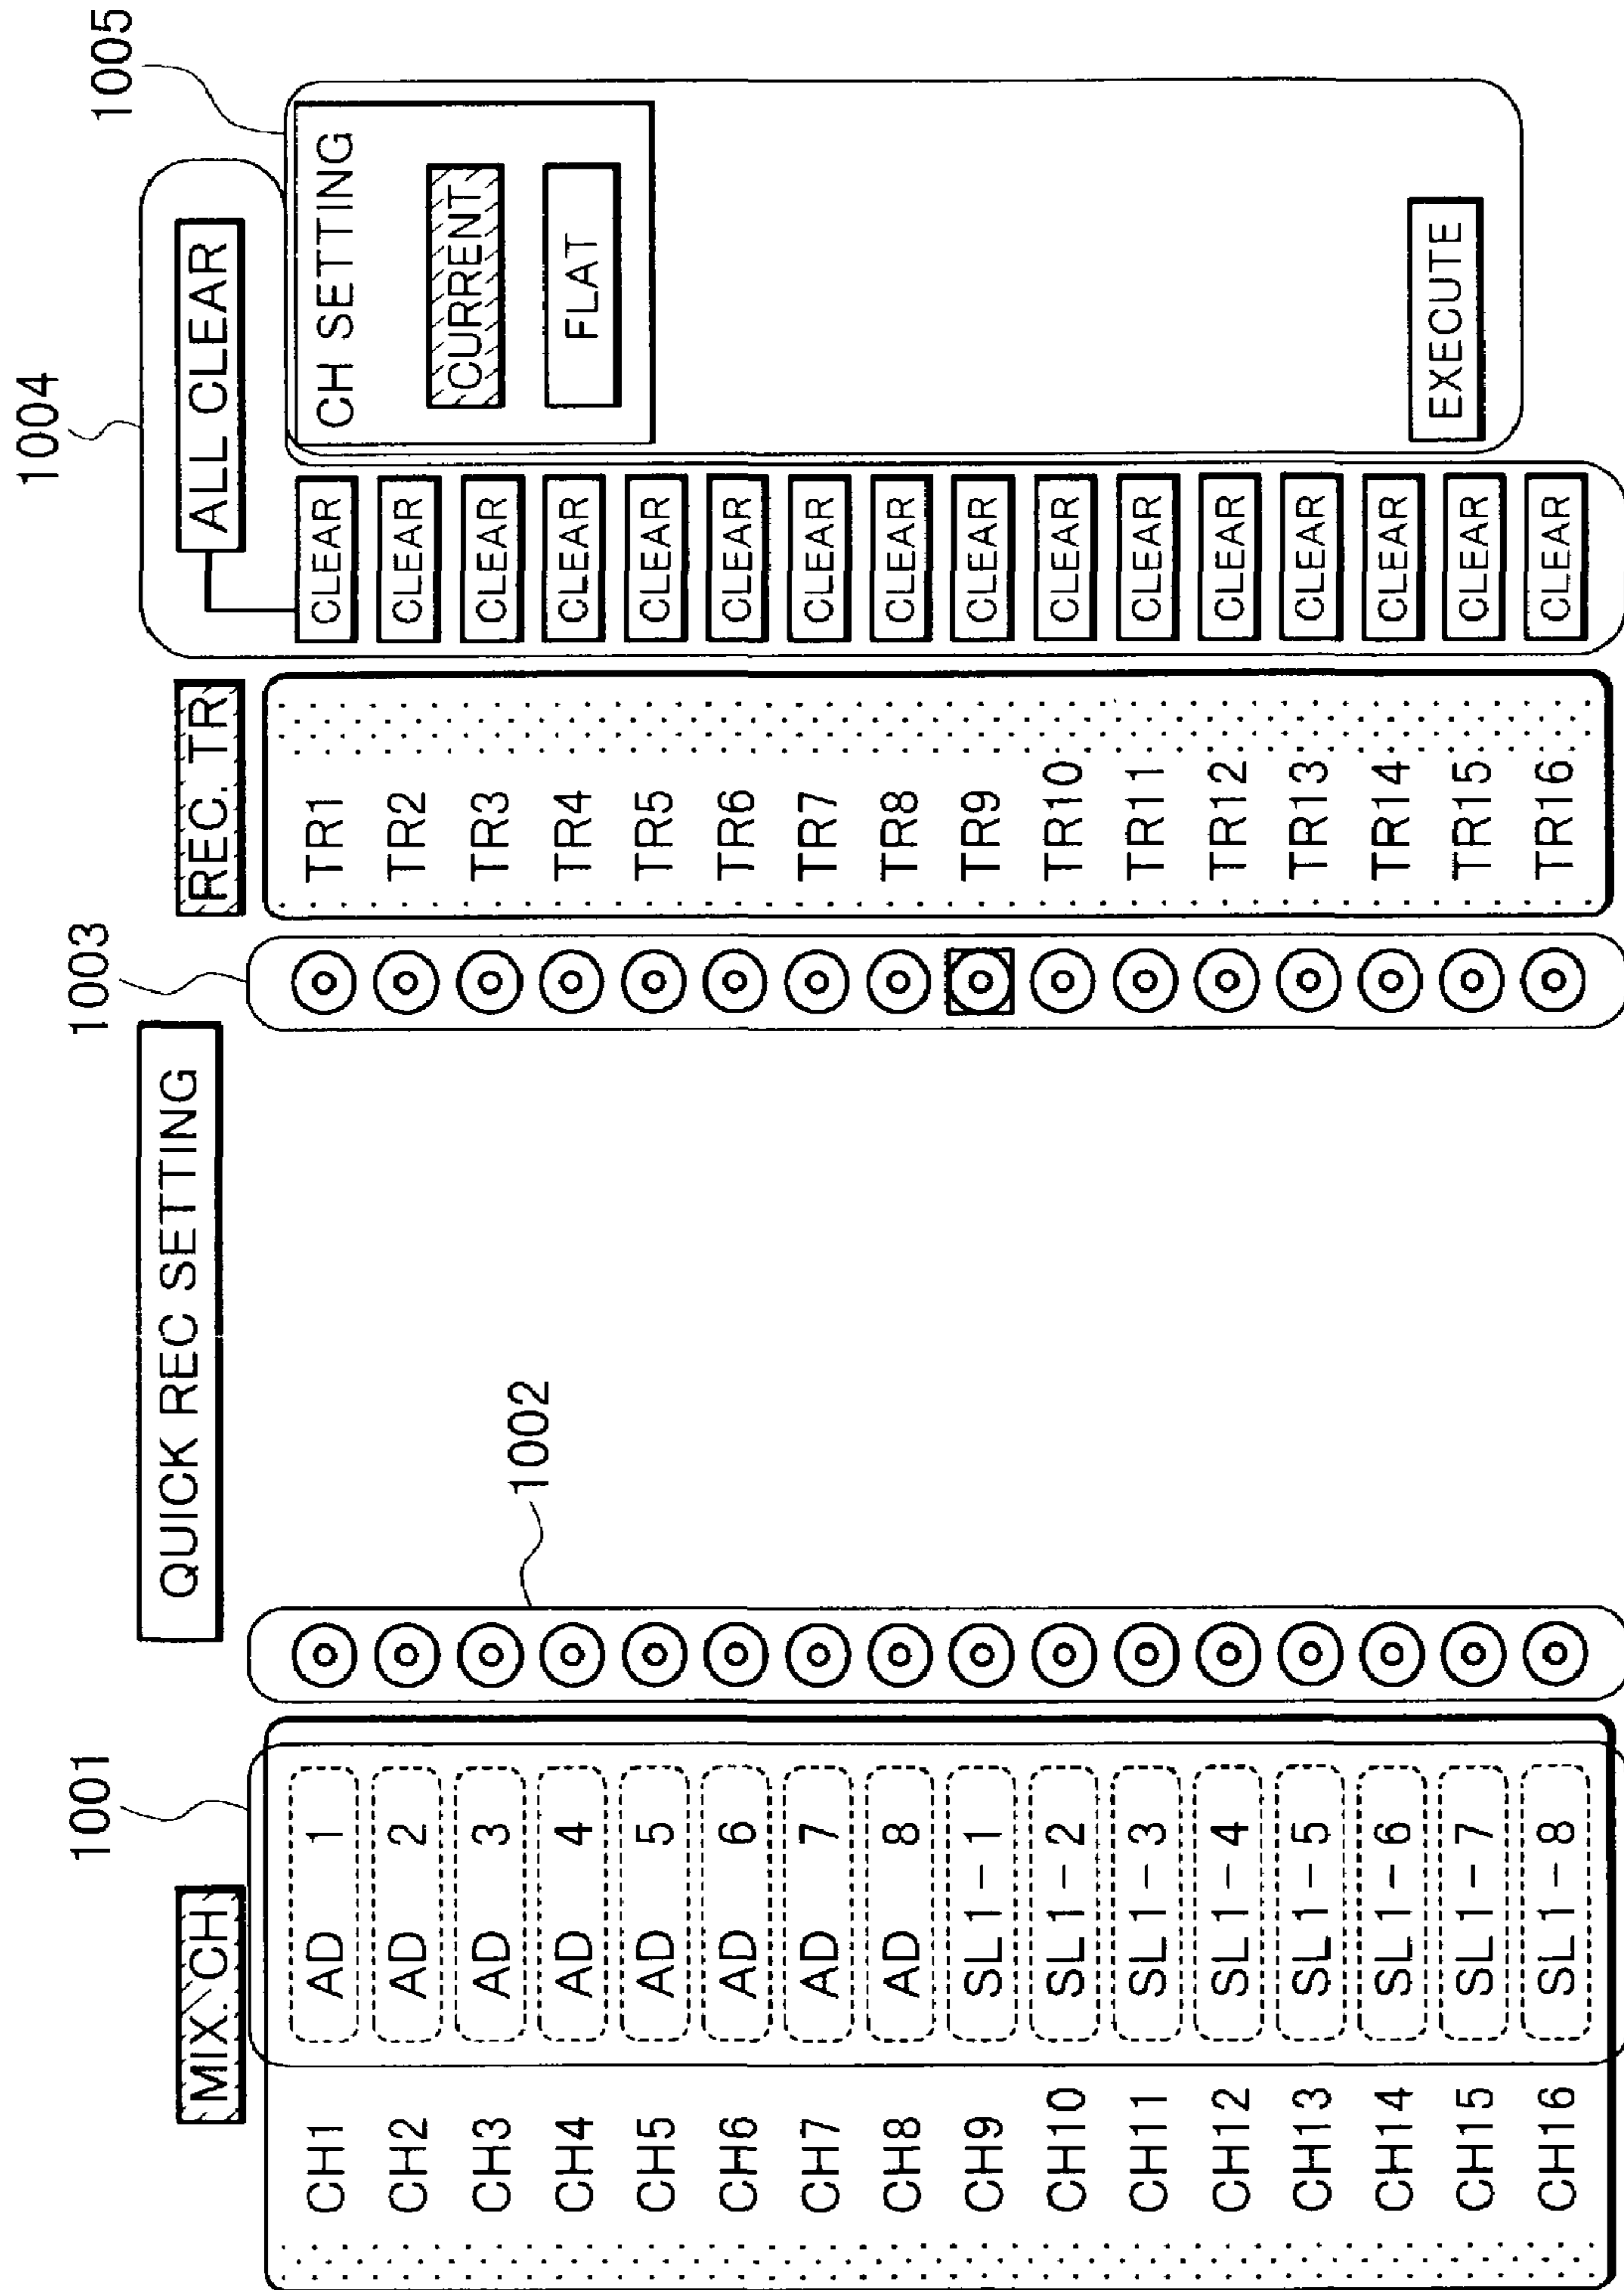 1004
1005
1003
1001
1002
QUICK REC SETTING
MIX. CH
REC. TR
ALL CLEAR
CH1 AD 1 TR1 CLEAR
CH2 AD 2 TR2 CLEAR
CH3 AD 3 TR3 CLEAR
CH4 AD 4 TR4 CLEAR
CH5 AD 5 TR5 CLEAR
CH6 AD 6 TR6 CLEAR
CH7 AD 7 TR7 CLEAR
CH8 AD 8 TR8 CLEAR
CH9 SL1-1 TR9 CLEAR
CH10 SL1-2 TR10 CLEAR
CH11 SL1-3 TR11 CLEAR
CH12 SL1-4 TR12 CLEAR
CH13 SL1-5 TR13 CLEAR
CH14 SL1-6 TR14 CLEAR
CH15 SL1-7 TR15 CLEAR
CH16 SL1-8 TR16 CLEAR
CH SETTING
CURRENT
FLAT
EXECUTE